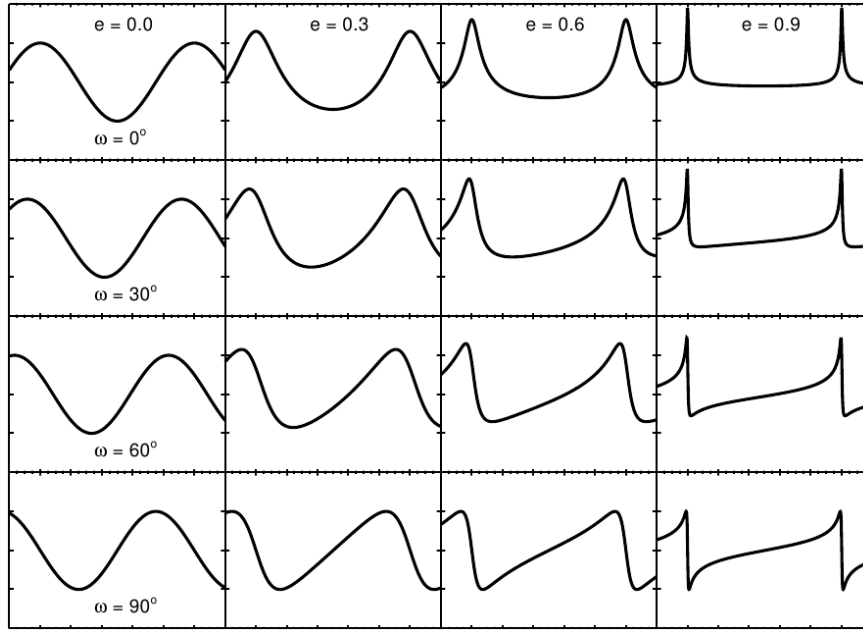 e = 0.0
e = 0.3
e = 0.6
e = 0.9
ω = 0°
ω = 30°
ω = 60°
ω = 90°